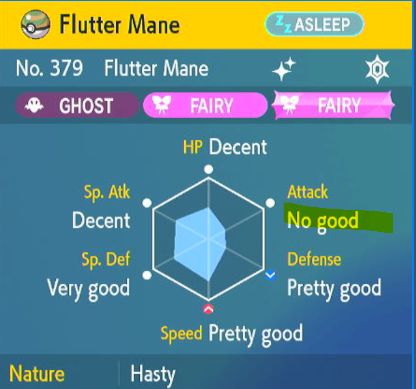 Flutter Mane
zz ASLEEP
No. 379 Flutter Mane
GHOST FAIRY FAIRY
HP Decent
Sp. Atk
Decent
Attack
No good
Sp. Def
Very good
Defense
Pretty good
Speed Pretty good
Nature Hasty